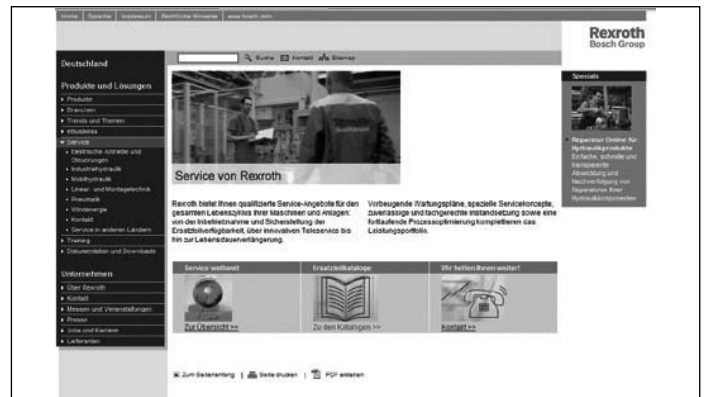 Home | Sprache | Impressum | Rechtliche Hinweise | www.bosch.com
Rexroth
Bosch Group
Suche Kontakt Sitemap
Deutschland
Produkte und Lösungen
Produkte
Branchen
Trends und Themen
eBusiness
Service
Elektrische Antriebe und
Steuerungen
Industriehydraulik
Mobilhydraulik
Linear- und Montagetechnik
Pneumatik
Windenergie
Kontakt
Service in anderen Ländern
Training
Dokumentation und Downloads
Unternehmen
Über Rexroth
Kontakt
Messen und Veranstaltungen
Presse
Jobs und Karriere
Lieferanten
Service von Rexroth
Rexroth bietet Ihnen qualifizierte Service-Angebote für den
gesamten Lebenszyklus Ihrer Maschinen und Anlagen:
von der Inbetriebnahme und Sicherstellung der
Ersatzteilverfügbarkeit, über innovativen Teleservice bis
hin zur Lebensdauerverlängerung.
Vorbeugende Wartungspläne, spezielle Servicekonzepte,
zuverlässige und fachgerechte Instandsetzung sowie eine
fortlaufende Prozessoptimierung komplettieren das
Leistungsportfolio.
Service weltweit
Zur Übersicht >>
Ersatzteilkataloge
Zu den Katalogen >>
Wir helfen Ihnen weiter!
Kontakt >>
Specials
Reparatur Online für
Hydraulikprodukte
Einfache, schnelle und
transparente
Abwicklung und
Nachverfolgung von
Reparaturen Ihrer
Hydraulikkomponenten
Zum Seitenanfang | Seite drucken | PDF erstellen